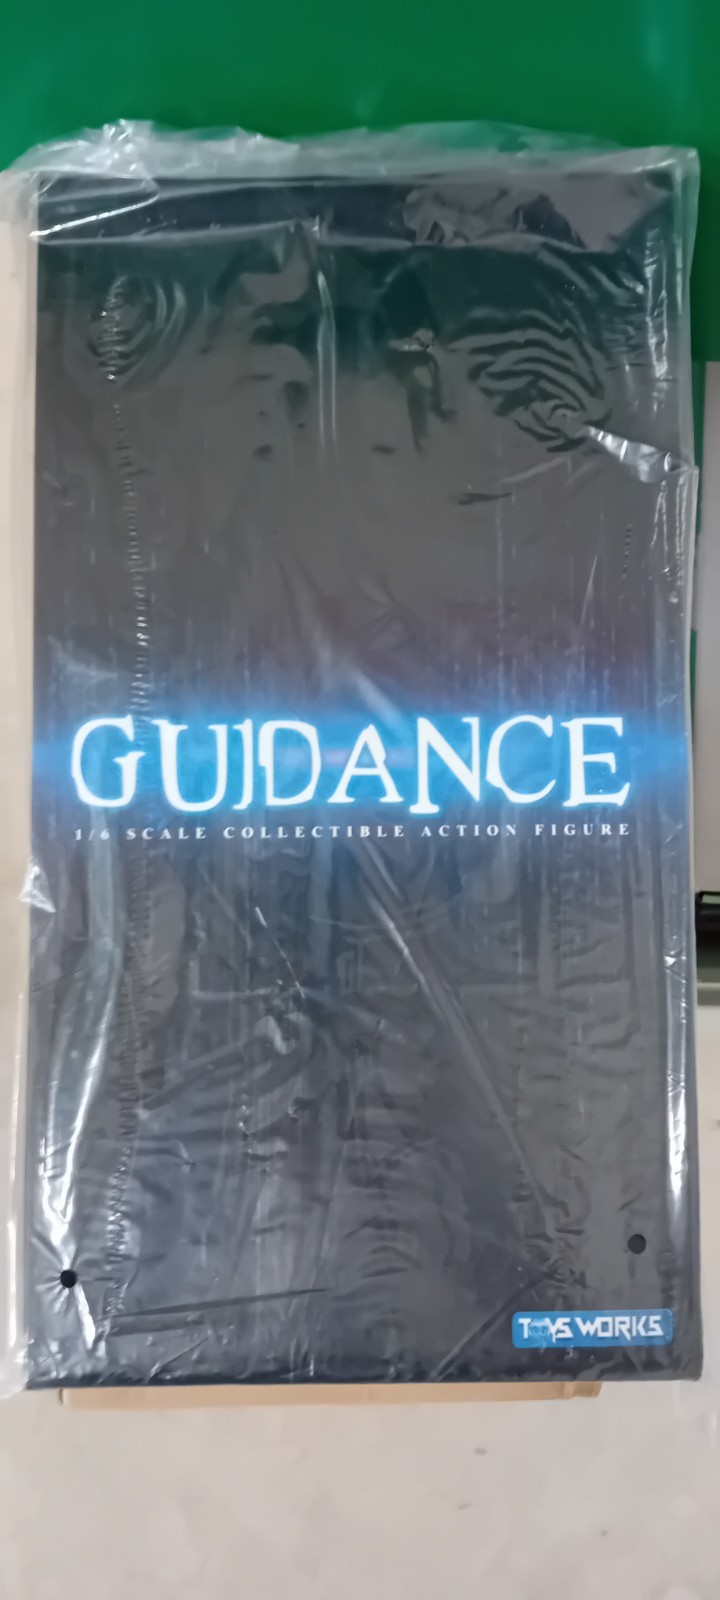 GUIDANCE
1/6 SCALE COLLECTIBLE ACTION FIGURE
TOYS WORKS